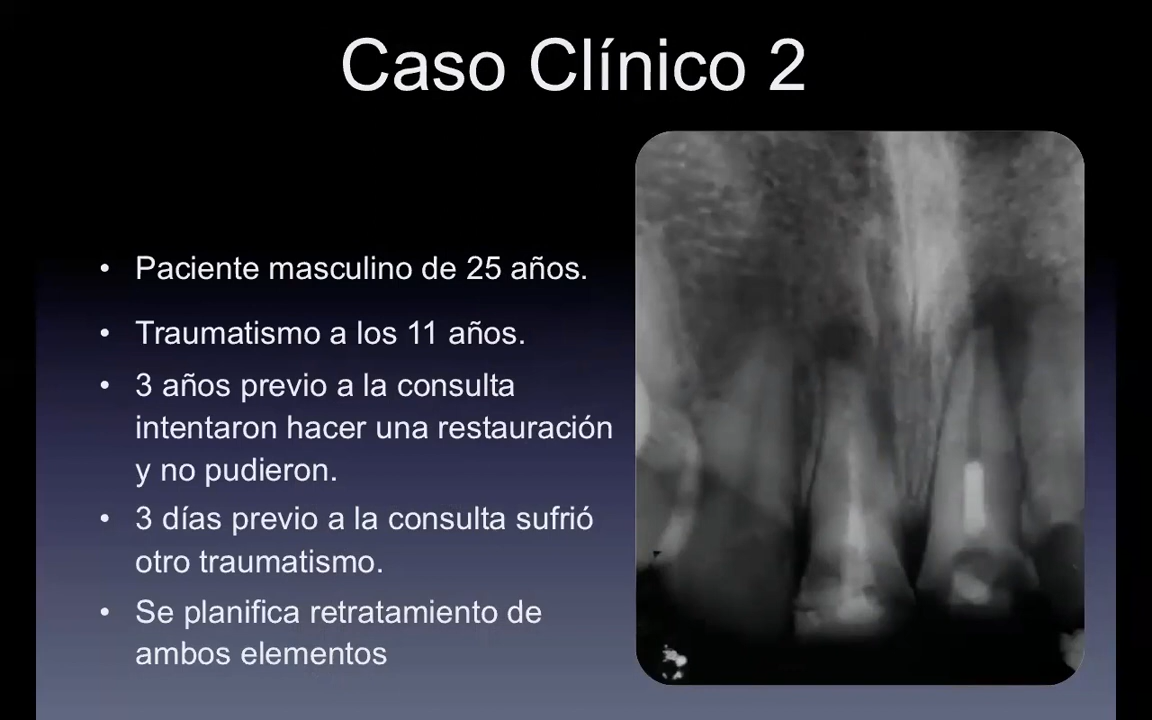 Caso Clínico 2
• Paciente masculino de 25 años.
• Traumatismo a los 11 años.
• 3 años previo a la consulta
intentaron hacer una restauración
y no pudieron.
• 3 días previo a la consulta sufrió
otro traumatismo.
• Se planifica retratamiento de
ambos elementos